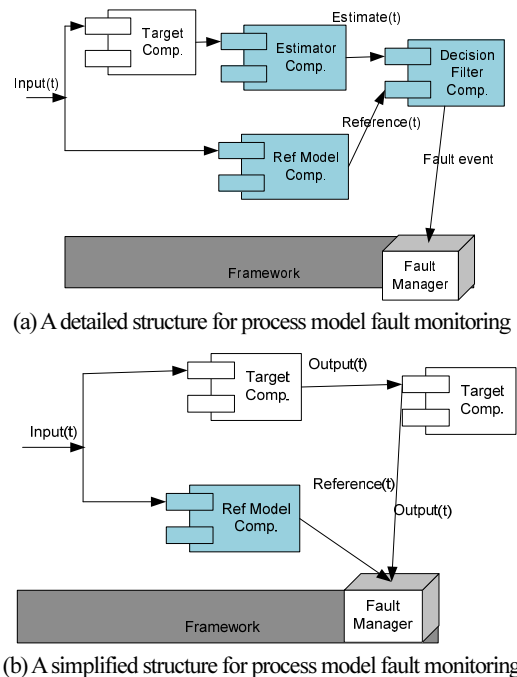 Target
Comp.
Estimate(t)
Estimator
Comp.
Decision
Filter
Comp.
Input(t)
Reference(t)
Ref Model
Comp.
Fault event
Framework
Fault
Manager
(a) A detailed structure for process model fault monitoring
Output(t)
Target
Comp.
Target
Comp.
Input(t)
Reference(t)
Ref Model
Comp.
Output(t)
Framework
Fault
Manager
(b) A simplified structure for process model fault monitoring